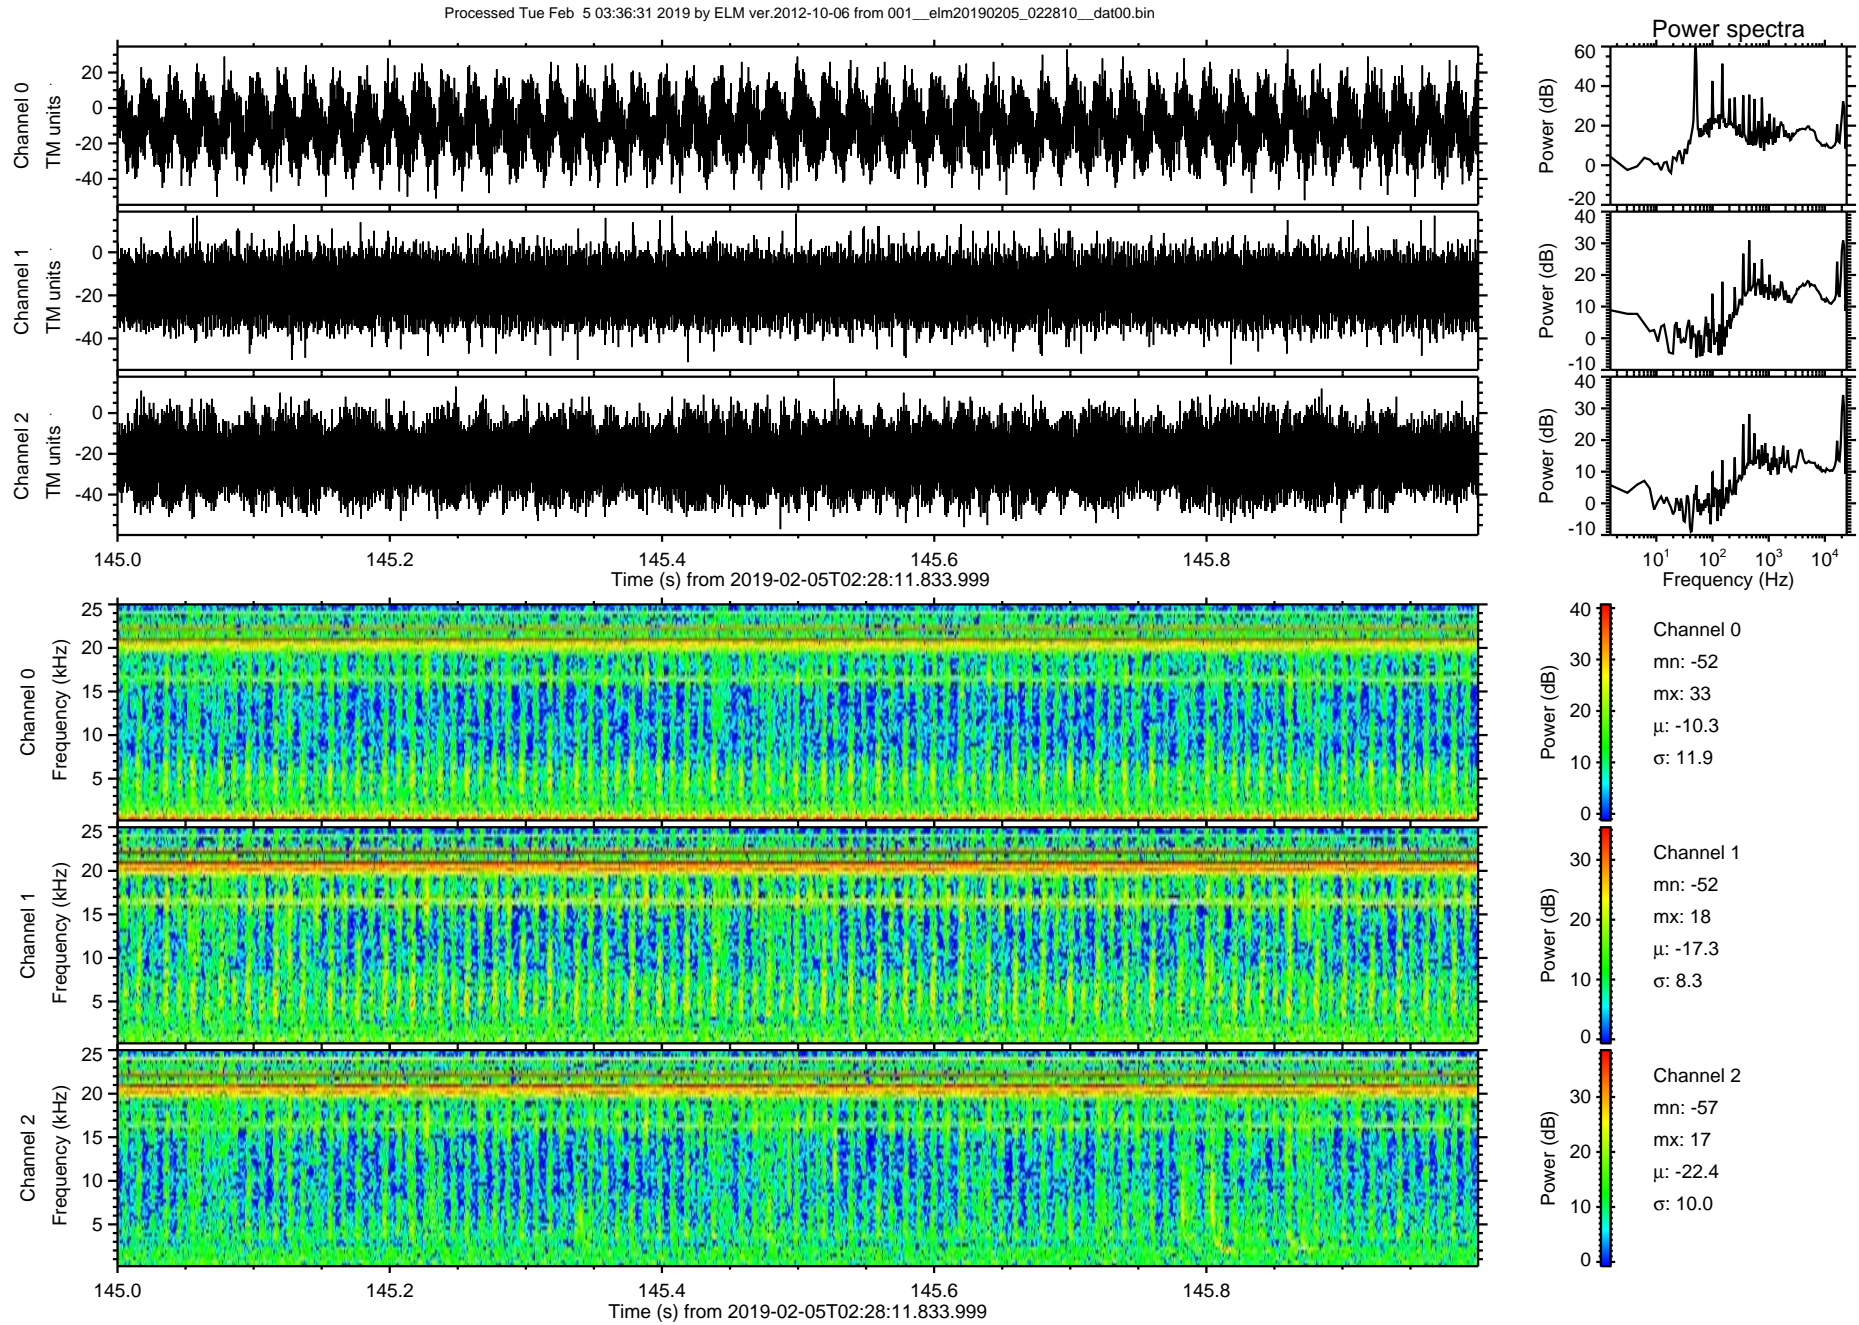 Processed Tue Feb  5 03:36:31 2019 by ELM ver.2012-10-06 from 001__elm20190205_022810__dat00.bin
Power spectra
Channel 0
TM units
20
0
-20
-40
Power (dB)
60
40
20
0
-20
Channel 1
TM units
0
-20
-40
Power (dB)
40
30
20
10
0
-10
Channel 2
TM units
0
-20
-40
Power (dB)
40
30
20
10
0
-10
145.0 145.2 145.4 145.6 145.8
Time (s) from 2019-02-05T02:28:11.833.999
10^1 10^2 10^3 10^4
Frequency (Hz)
Channel 0
Frequency (kHz)
25
20
15
10
5
Power (dB)
40
30
20
10
0
Channel 0
mn: -52
mx: 33
μ: -10.3
σ: 11.9
Channel 1
Frequency (kHz)
25
20
15
10
5
Power (dB)
30
20
10
0
Channel 1
mn: -52
mx: 18
μ: -17.3
σ: 8.3
Channel 2
Frequency (kHz)
25
20
15
10
5
Power (dB)
30
20
10
0
Channel 2
mn: -57
mx: 17
μ: -22.4
σ: 10.0
145.0 145.2 145.4 145.6 145.8
Time (s) from 2019-02-05T02:28:11.833.999